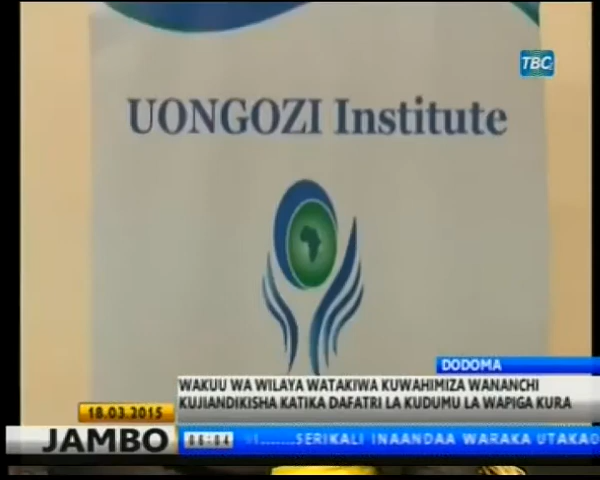 TBC
UONGOZI Institute
DODOMA
WAKUU WA WILAYA WATAKIWA KUWAHIMIZA WANANCHI
KUJIANDIKISHA KATIKA DAFATRI LA KUDUMU LA WAPIGA KURA
18.03.2015
JAMBO 06:04 ......SERIKALI INAANDAA WARAKA